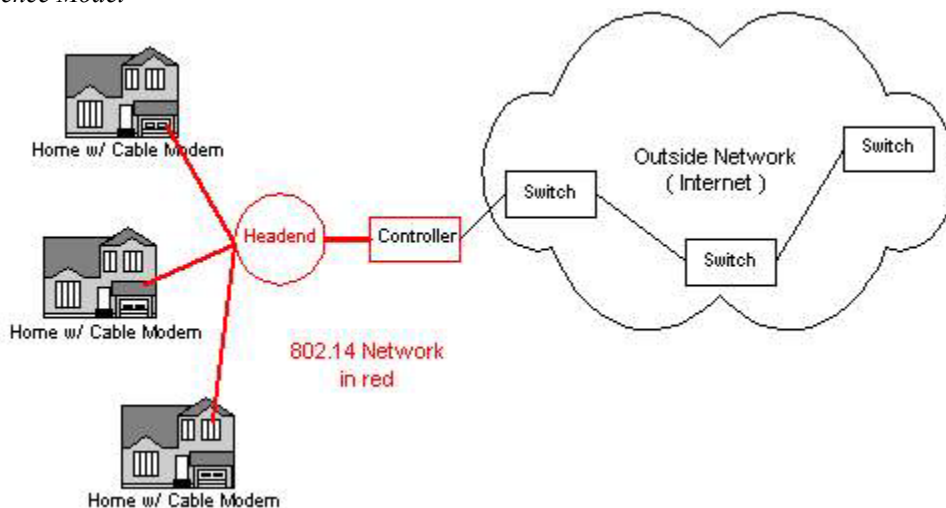 Home w/ Cable Modem
Home w/ Cable Modem
Home w/ Cable Modem
Headend
Controller
802.14 Network
in red
Switch
Outside Network
( Internet )
Switch
Switch